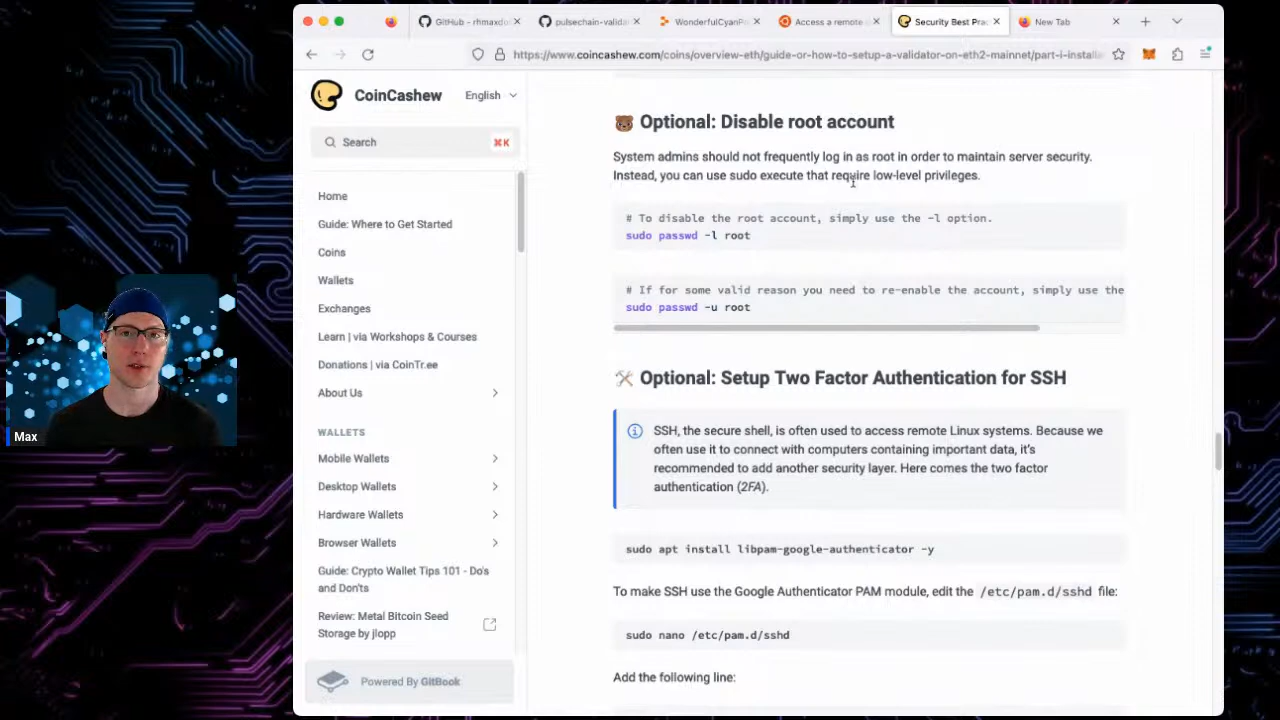 GitHub - rhmaxdo
pulsechain-valida
WonderfulCyanPo
Access a remote
Security Best Prac
New Tab
https://www.coincashew.com/coins/overview-eth/guide-or-how-to-setup-a-validator-on-eth2-mainnet/part-i-installa
CoinCashew
English
Search
⌘K
Home
Guide: Where to Get Started
Coins
Wallets
Exchanges
Learn | via Workshops & Courses
Donations | via CoinTr.ee
About Us
WALLETS
Mobile Wallets
Desktop Wallets
Hardware Wallets
Browser Wallets
Guide: Crypto Wallet Tips 101 - Do's
and Don'ts
Review: Metal Bitcoin Seed
Storage by jlopp
Powered By GitBook
Optional: Disable root account
System admins should not frequently log in as root in order to maintain server security.
Instead, you can use sudo execute that require low-level privileges.
# To disable the root account, simply use the -l option.
sudo passwd -l root
# If for some valid reason you need to re-enable the account, simply use the
sudo passwd -u root
Optional: Setup Two Factor Authentication for SSH
SSH, the secure shell, is often used to access remote Linux systems. Because we
often use it to connect with computers containing important data, it's
recommended to add another security layer. Here comes the two factor
authentication (2FA).
sudo apt install libpam-google-authenticator -y
To make SSH use the Google Authenticator PAM module, edit the /etc/pam.d/sshd file:
sudo nano /etc/pam.d/sshd
Add the following line:
Max